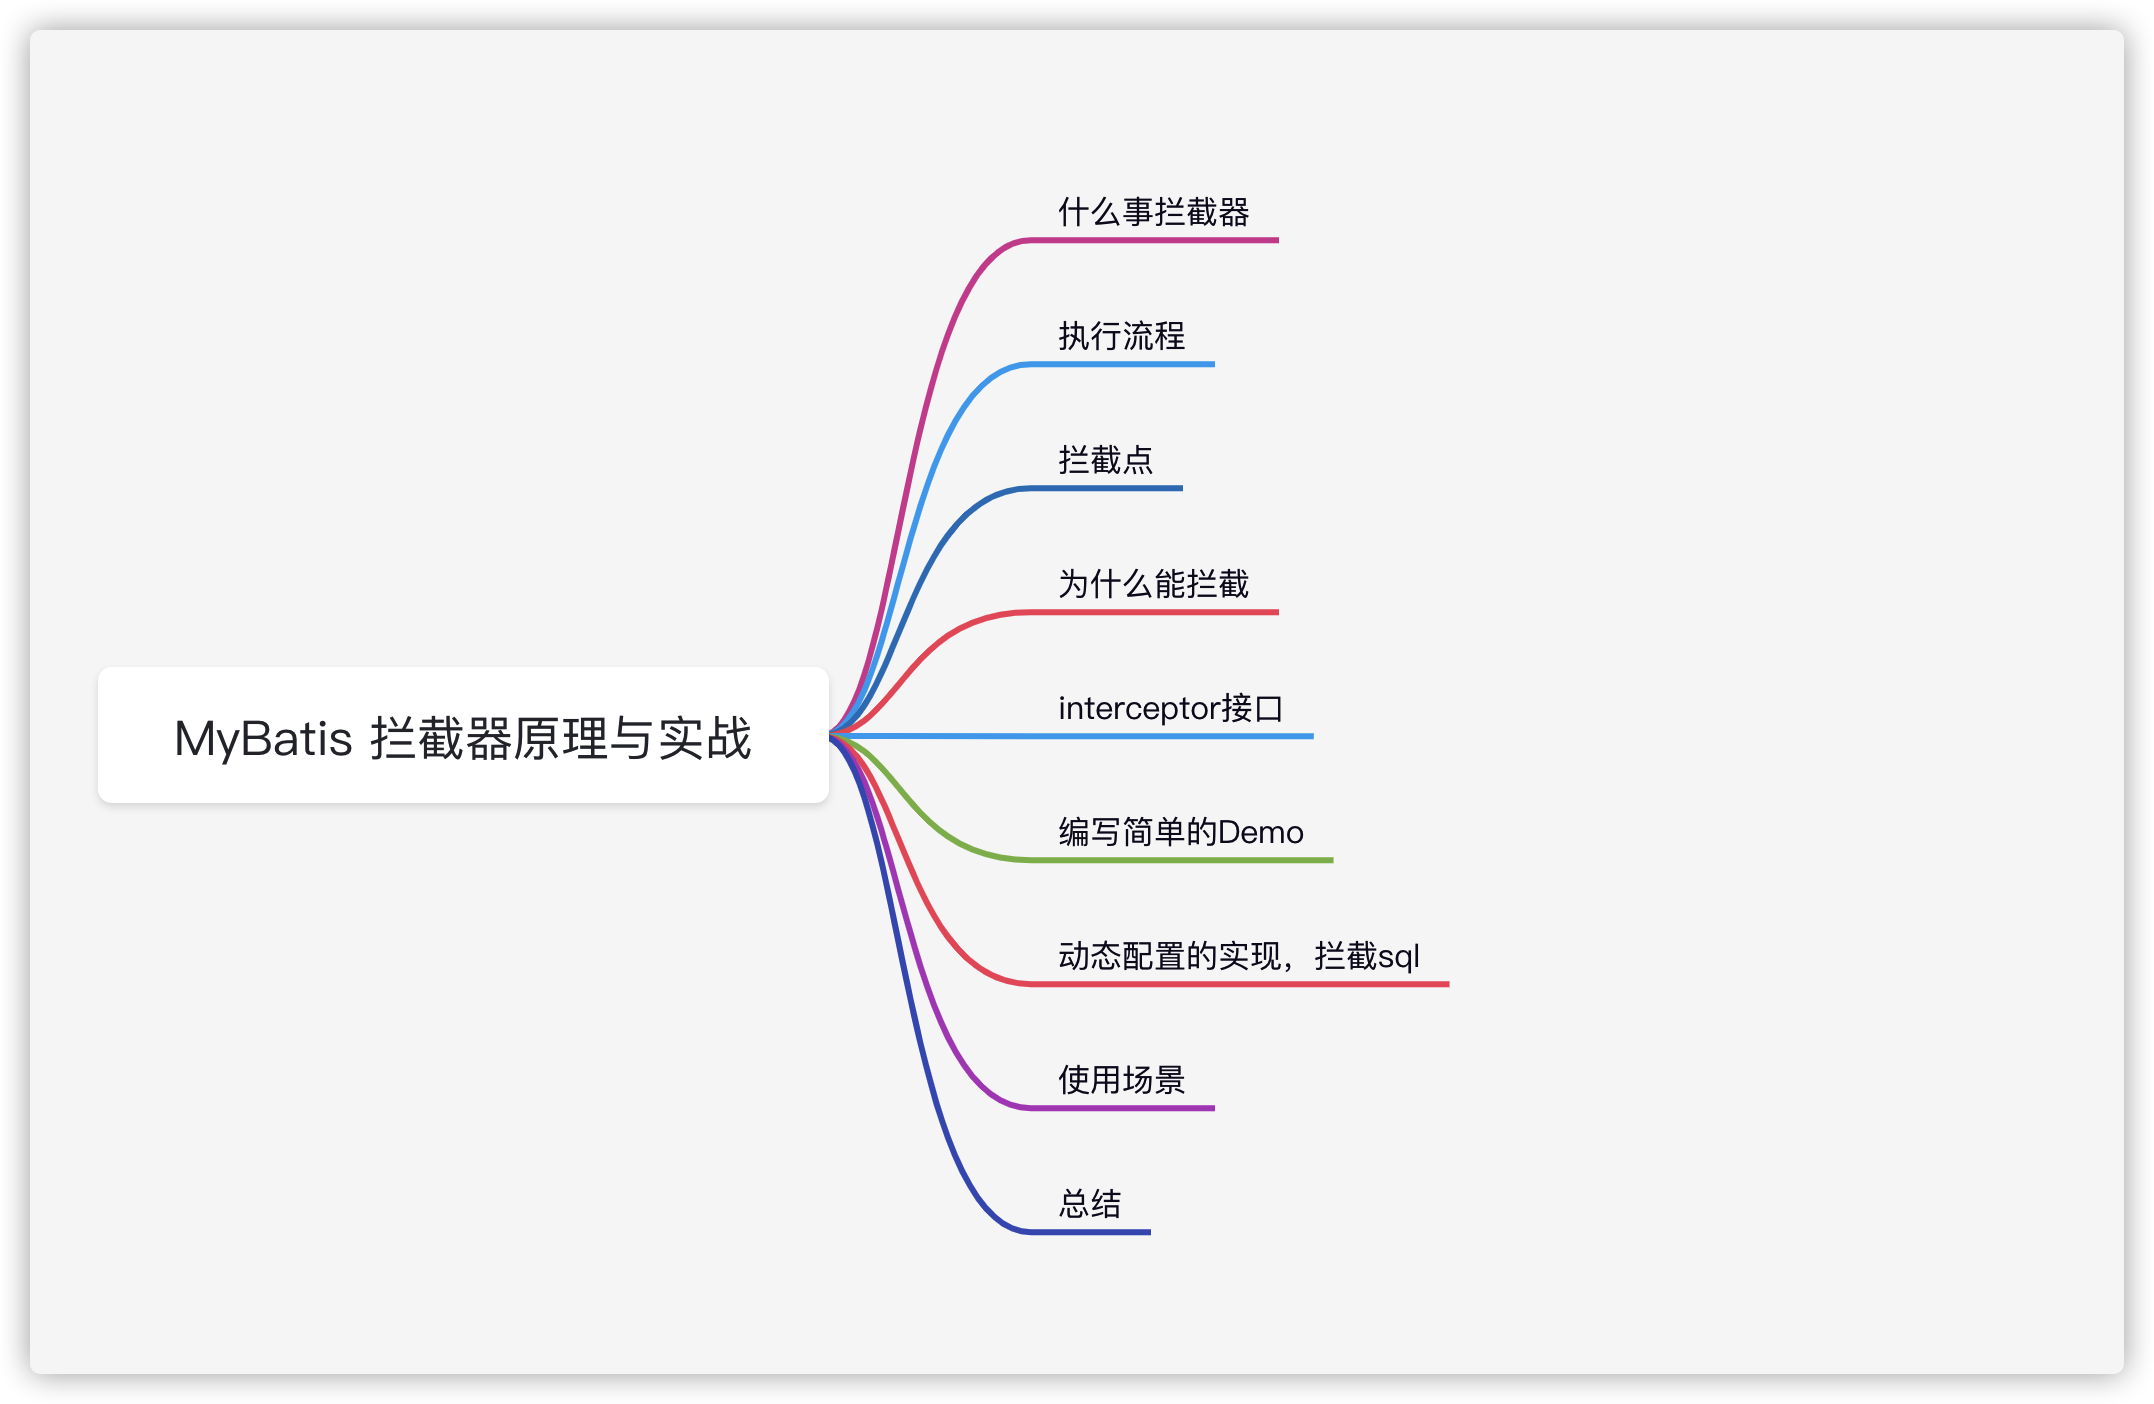 什么事拦截器
执行流程
拦截点
为什么能拦截
MyBatis 拦截器原理与实战
interceptor接口
编写简单的Demo
动态配置的实现，拦截sql
使用场景
总结